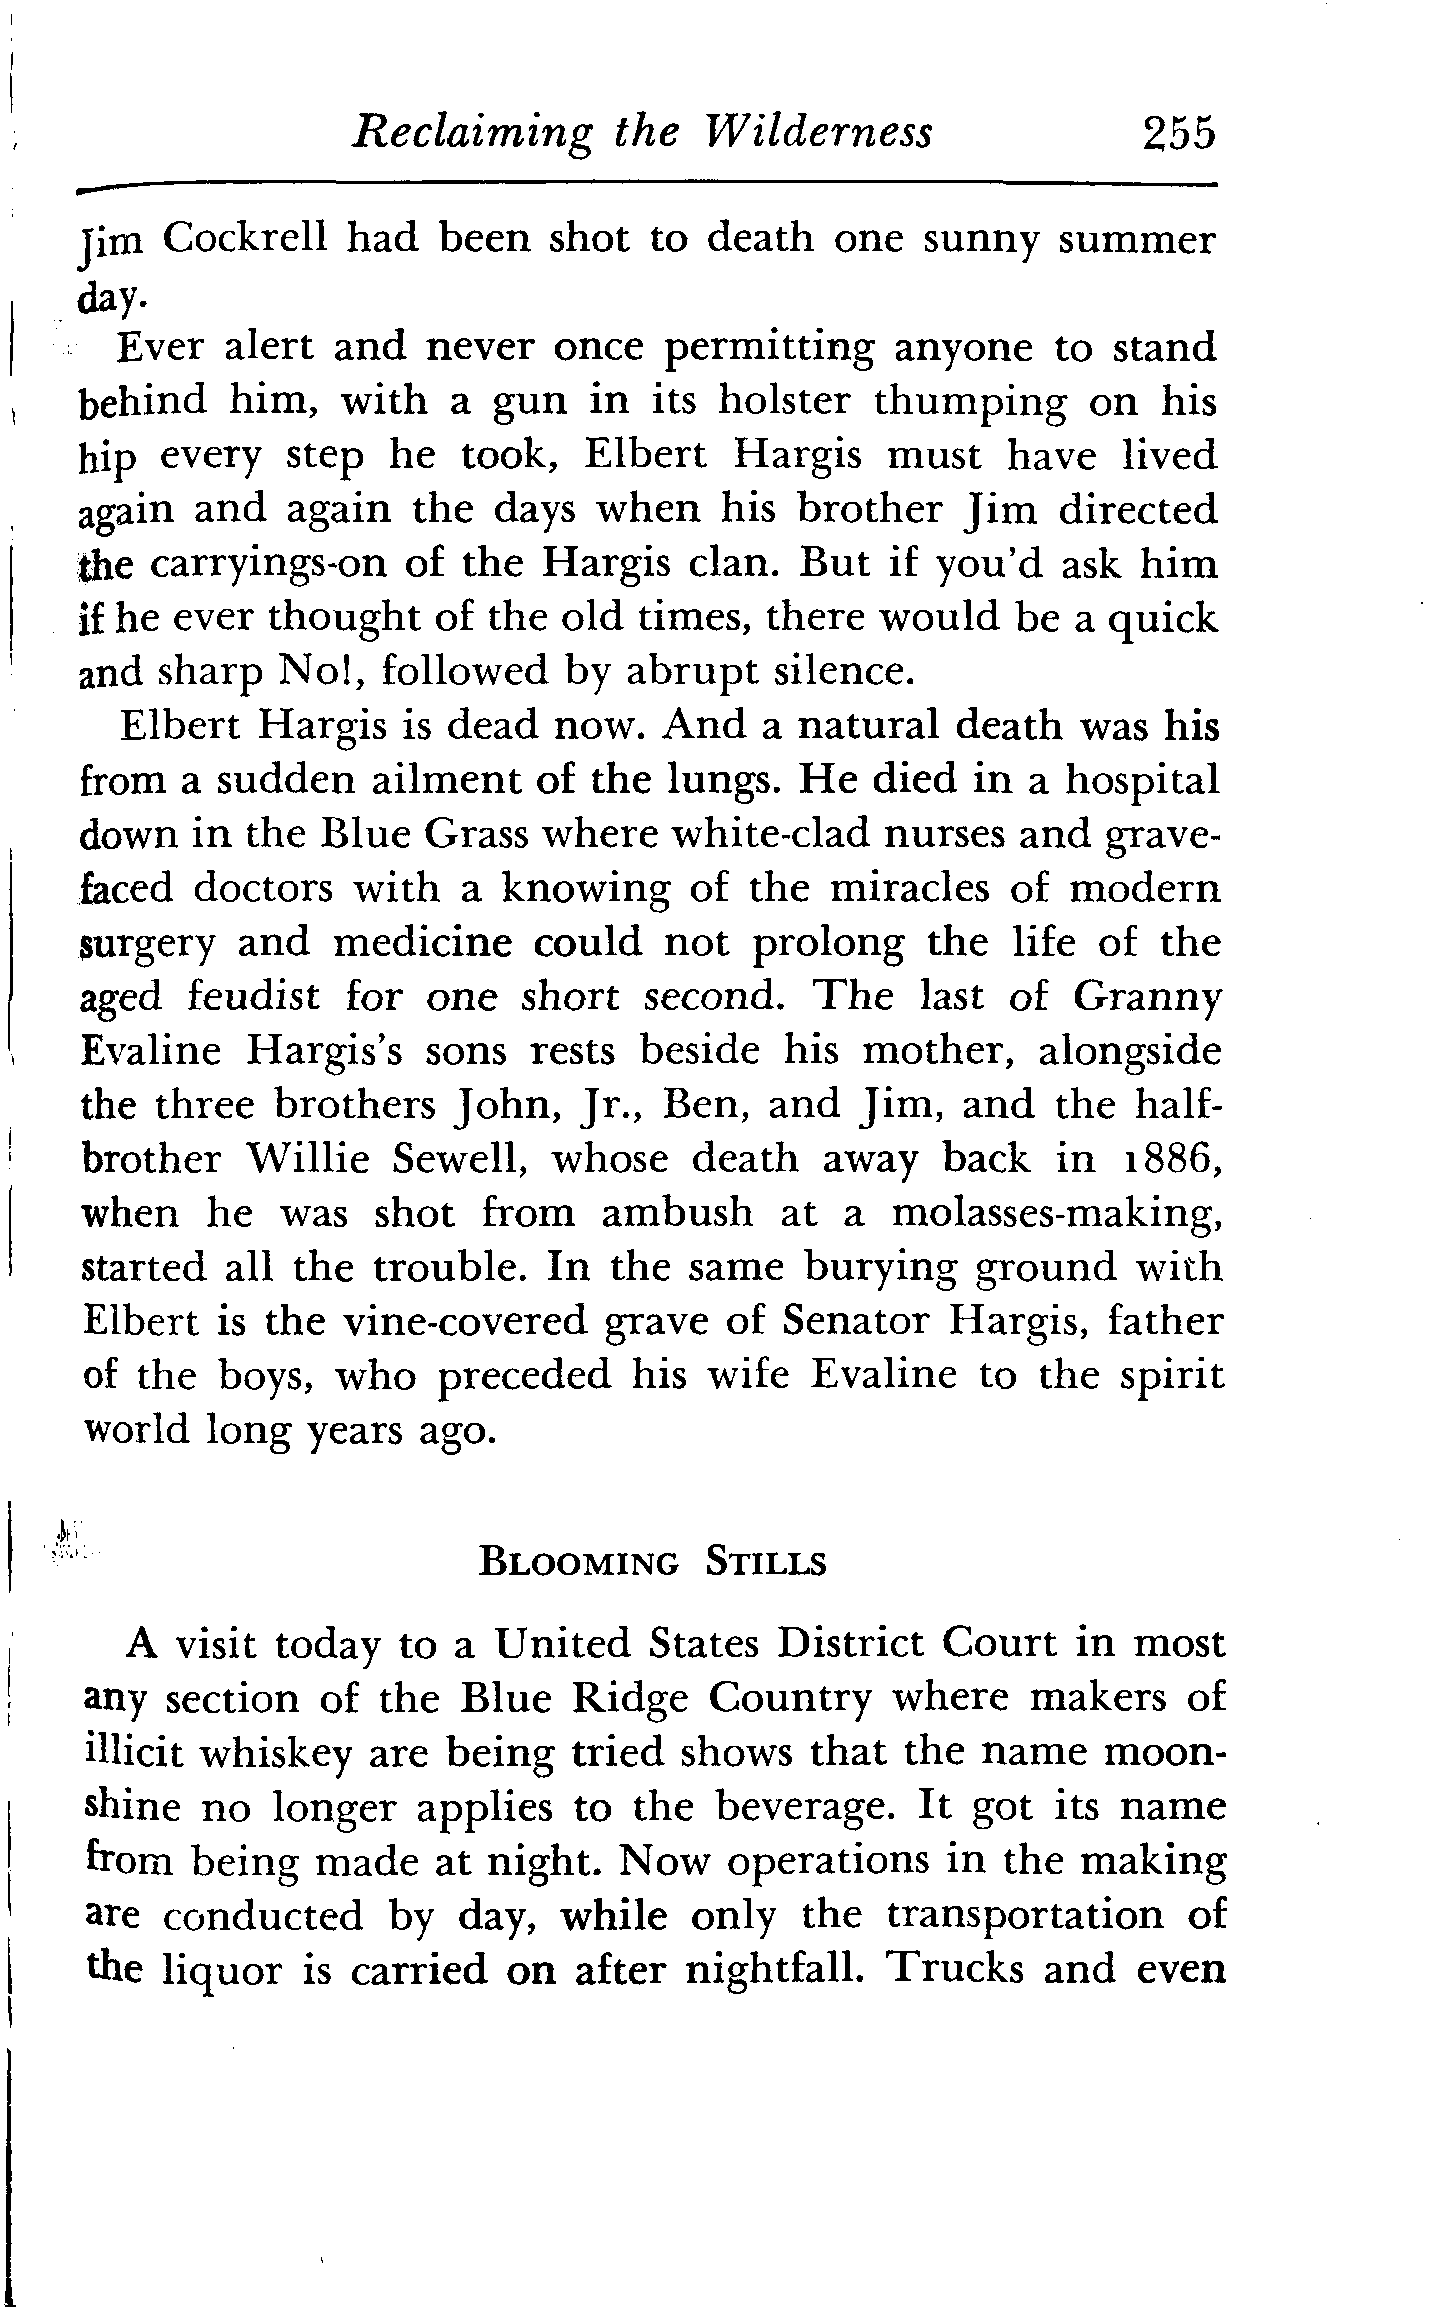 Reclaiming the Wilderness 255
Jim Cockrell had been shot to death one sunny summer
day.
Ever alert and never once permitting anyone to stand
behind him, with a gun in its holster thumping on his
hip every step he took, Elbert Hargis must have lived
again and again the days when his brother Jim directed
the carryings-on of the Hargis clan. But if you'd ask him
if he ever thought of the old times, there would be a quick
and sharp No!, followed by abrupt silence.
Elbert Hargis is dead now. And a natural death was his
from a sudden ailment of the lungs. He died in a hospital
down in the Blue Grass where white-clad nurses and grave-
faced doctors with a knowing of the miracles of modern
surgery and medicine could not prolong the life of the
aged feudist for one short second. The last of Granny
Evaline Hargis's sons rests beside his mother, alongside
the three brothers John, Jr., Ben, and Jim, and the half-
brother Willie Sewell, whose death away back in 1886,
when he was shot from ambush at a molasses-making,
started all the trouble. In the same burying ground with
Elbert is the vine-covered grave of Senator Hargis, father
of the boys, who preceded his wife Evaline to the spirit
world long years ago.
BLOOMING STILLS
A visit today to a United States District Court in most
any section of the Blue Ridge Country where makers of
illicit whiskey are being tried shows that the name moon-
shine no longer applies to the beverage. It got its name
from being made at night. Now operations in the making
are conducted by day, while only the transportation of
the liquor is carried on after nightfall. Trucks and even